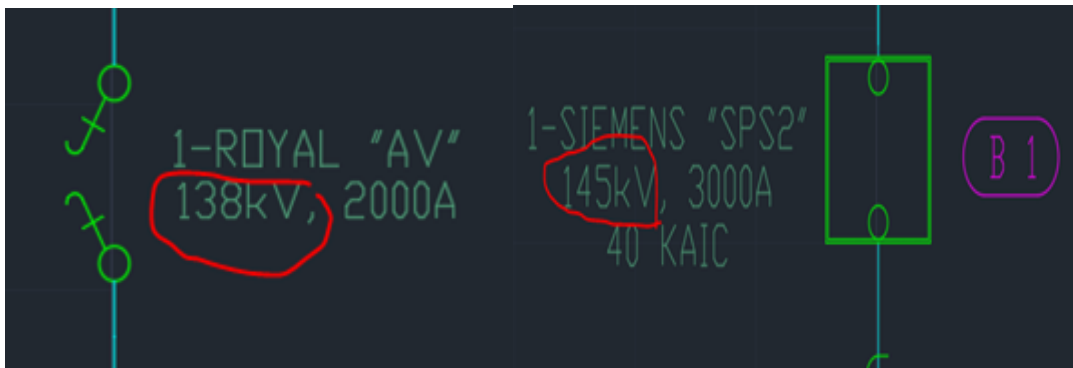 1-ROYAL "AV"
138kV, 2000A
1-SIEMENS "SPS2"
145kV, 3000A
40 KAIC
B 1